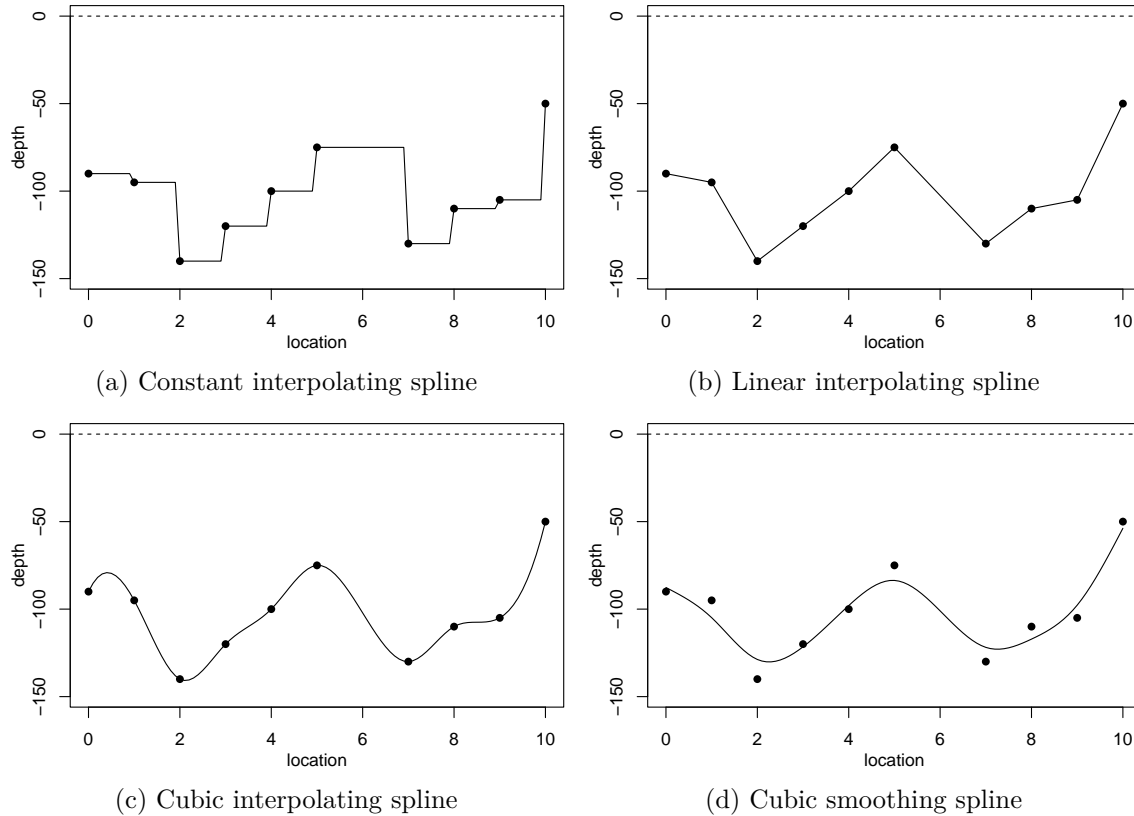 0
−50
−100
−150
depth
0 2 4 6 8 10
location
(a) Constant interpolating spline
0
−50
−100
−150
depth
0 2 4 6 8 10
location
(b) Linear interpolating spline
0
−50
−100
−150
depth
0 2 4 6 8 10
location
(c) Cubic interpolating spline
0
−50
−100
−150
depth
0 2 4 6 8 10
location
(d) Cubic smoothing spline